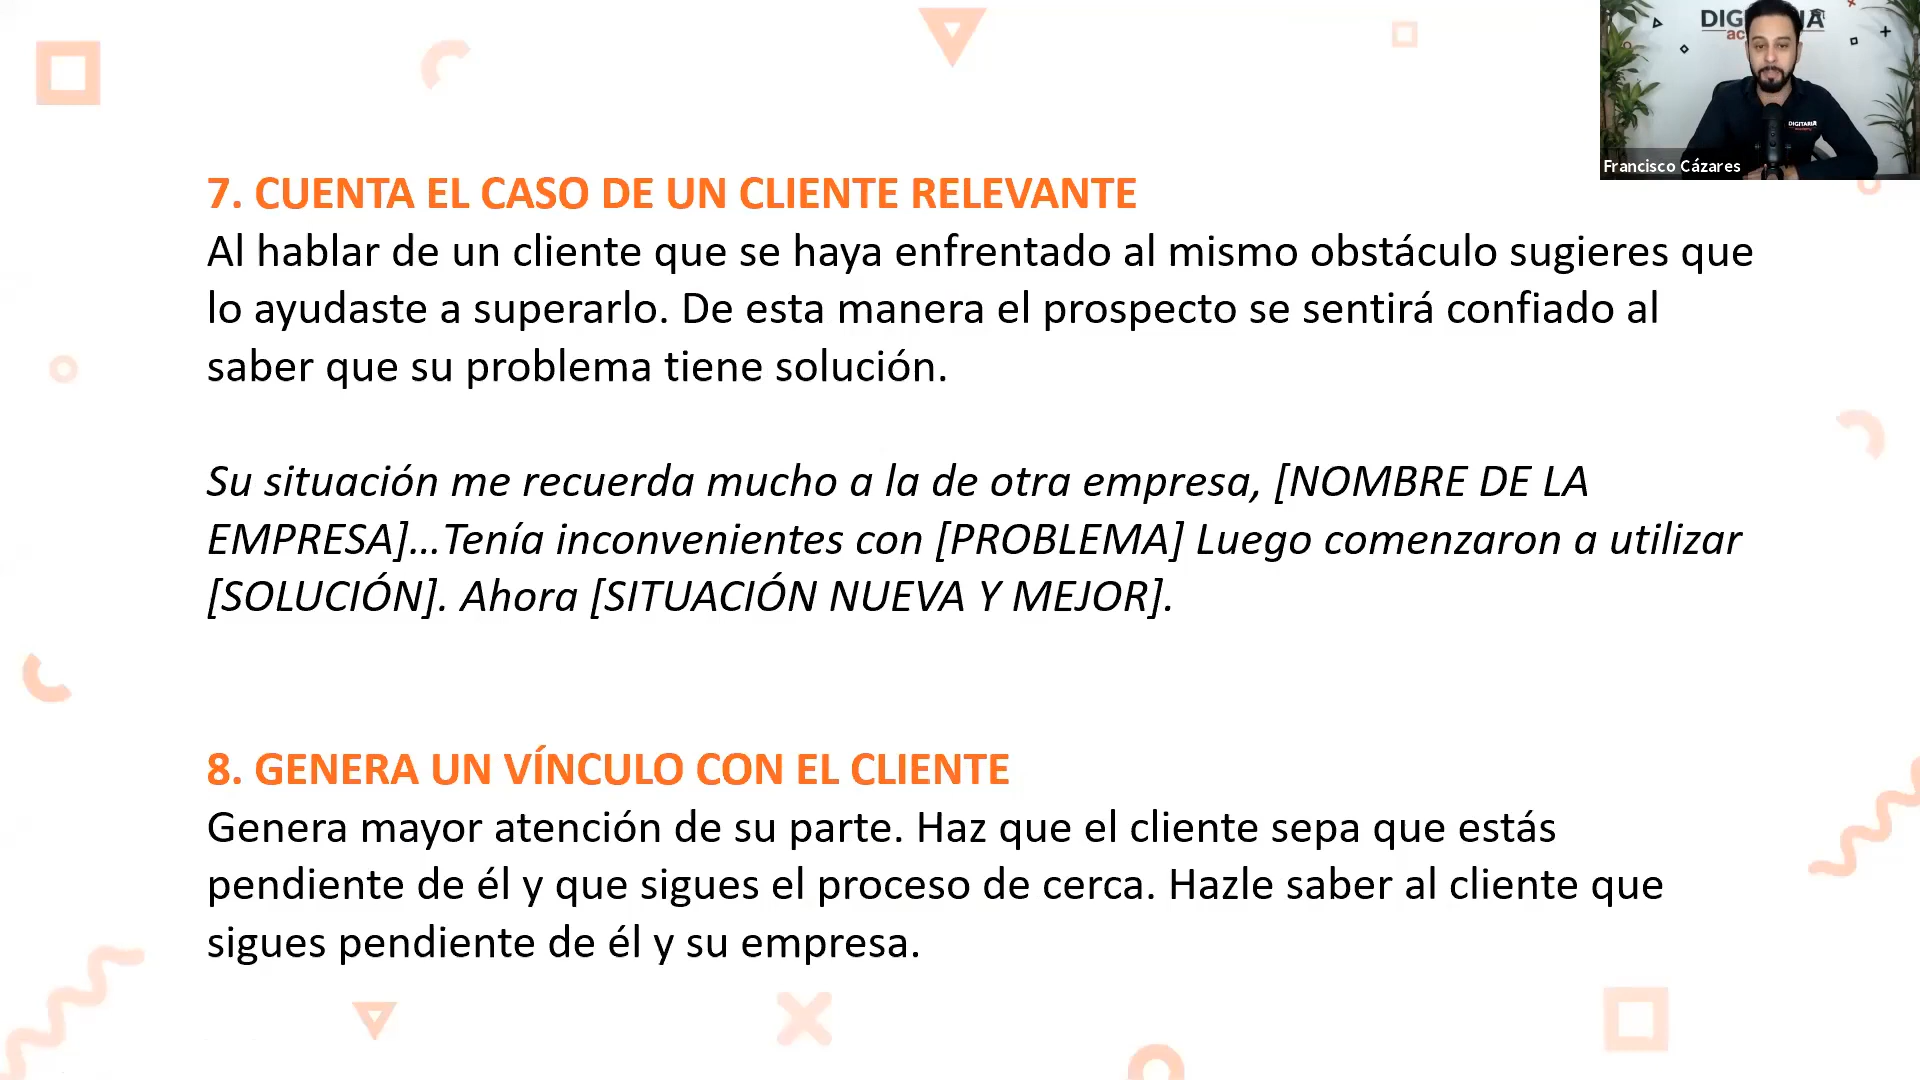 7. CUENTA EL CASO DE UN CLIENTE RELEVANTE
Al hablar de un cliente que se haya enfrentado al mismo obstáculo sugieres que
lo ayudaste a superarlo. De esta manera el prospecto se sentirá confiado al
saber que su problema tiene solución.
Su situación me recuerda mucho a la de otra empresa, [NOMBRE DE LA
EMPRESA]...Tenía inconvenientes con [PROBLEMA] Luego comenzaron a utilizar
[SOLUCIÓN]. Ahora [SITUACIÓN NUEVA Y MEJOR].
8. GENERA UN VÍNCULO CON EL CLIENTE
Genera mayor atención de su parte. Haz que el cliente sepa que estás
pendiente de él y que sigues el proceso de cerca. Hazle saber al cliente que
sigues pendiente de él y su empresa.
DIGITARIA
Francisco Cázares